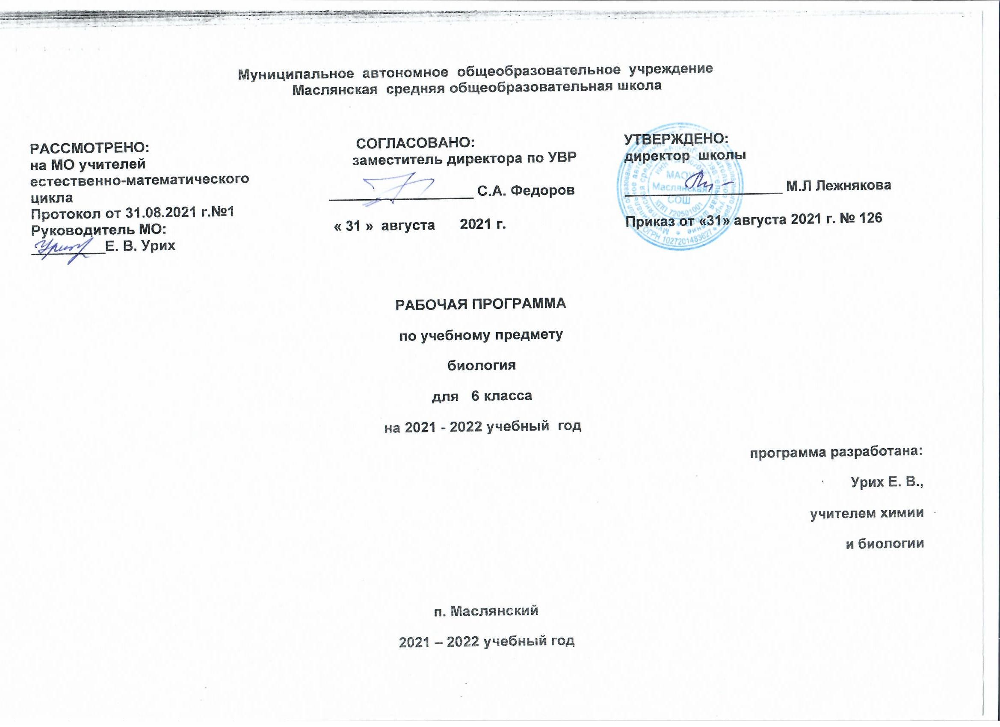 Муниципальное автономное общеобразовательное учреждение
Маслянская средняя общеобразовательная школа
РАССМОТРЕНО:
на МО учителей
естественно-математического
цикла
Протокол от 31.08.2021 г.№1
Руководитель МО:
Урих Е. В. Урих
СОГЛАСОВАНО:
заместитель директора по УВР
С.А. Федоров
« 31 » августа 2021 г.
УТВЕРЖДЕНО:
директор школы
М.Л Лежнякова
Приказ от «31» августа 2021 г. № 126
МАОУ
Маслянская
СОШ
КПП 720501001
ОГРН 1027201483627
РАБОЧАЯ ПРОГРАММА
по учебному предмету
биология
для 6 класса
на 2021 - 2022 учебный год
программа разработана:
Урих Е. В.,
учителем химии
и биологии
п. Маслянский
2021 – 2022 учебный год